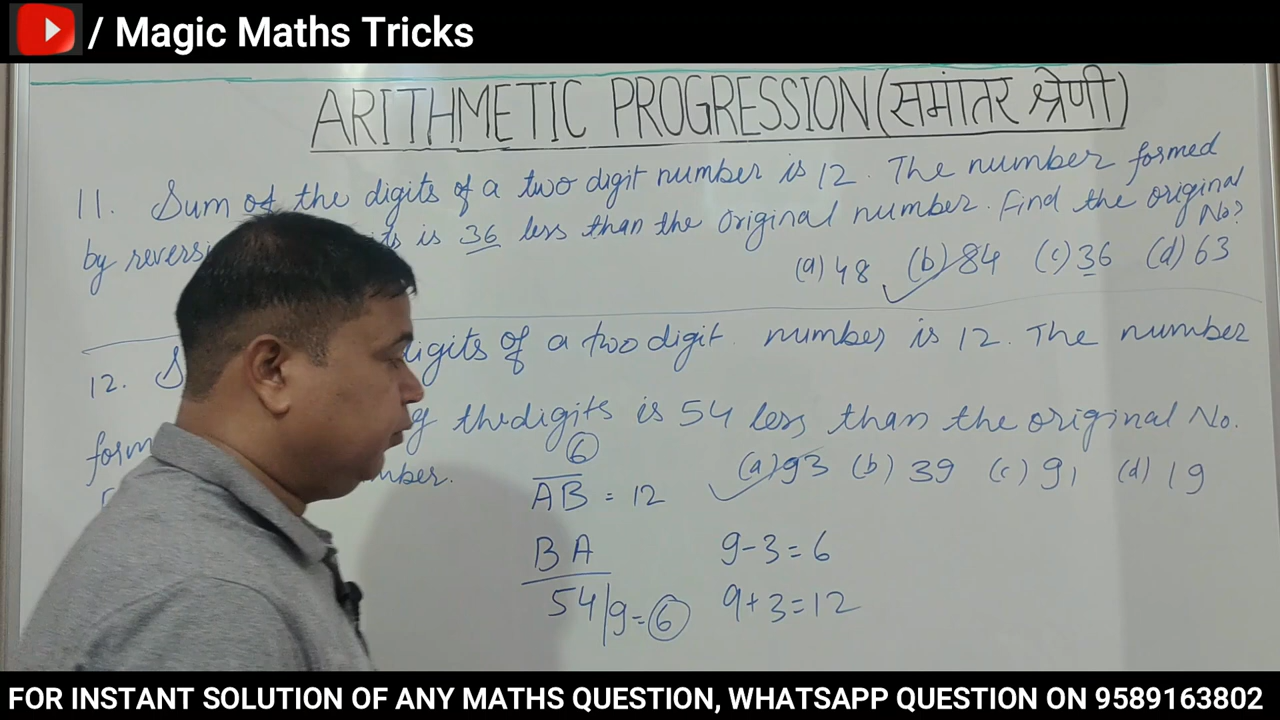 / Magic Maths Tricks
ARITHMETIC PROGRESSION (समांतर श्रेणी)
11. Sum of the digits of a two digit number is 12. The number formed
by is 36 less than the original number. Find the original
No?
(a) 48 (b) 84 (c) 36 (d) 63
12. digits of a two digit number is 12. The number
the digits is 54 less than the original No.
(a) 93 (b) 39 (c) 91 (d) 19
6
AB = 12
BA
54/9=6
9-3=6
9+3=12
FOR INSTANT SOLUTION OF ANY MATHS QUESTION, WHATSAPP QUESTION ON 9589163802